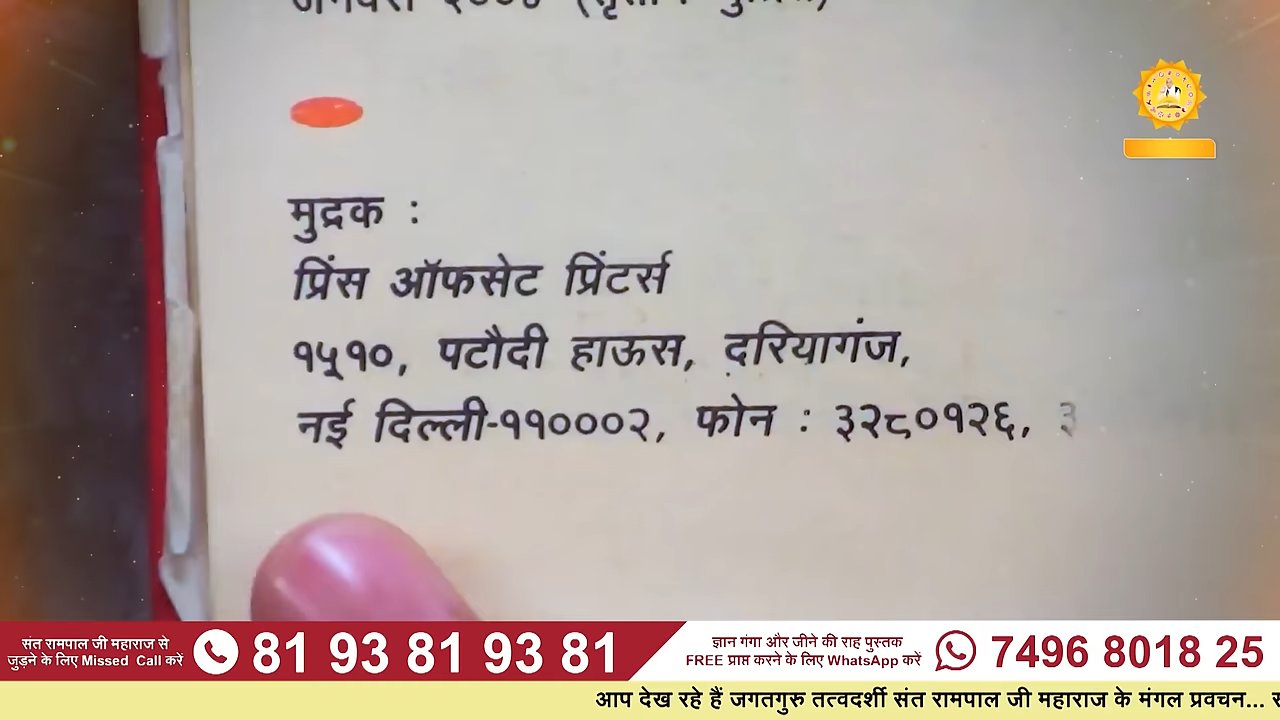 मुद्रक :
प्रिंस ऑफसेट प्रिंटर्स
१५१०, पटौदी हाऊस, दरियागंज,
नई दिल्ली-११०००२, फोन : ३२८०१२६, ३
संत रामपाल जी महाराज से
जुड़ने के लिए Missed Call करें
81 93 81 93 81
ज्ञान गंगा और जीने की राह पुस्तक
FREE प्राप्त करने के लिए WhatsApp करें
7496 8018 25
आप देख रहे हैं जगतगुरु तत्वदर्शी संत रामपाल जी महाराज के मंगल प्रवचन...